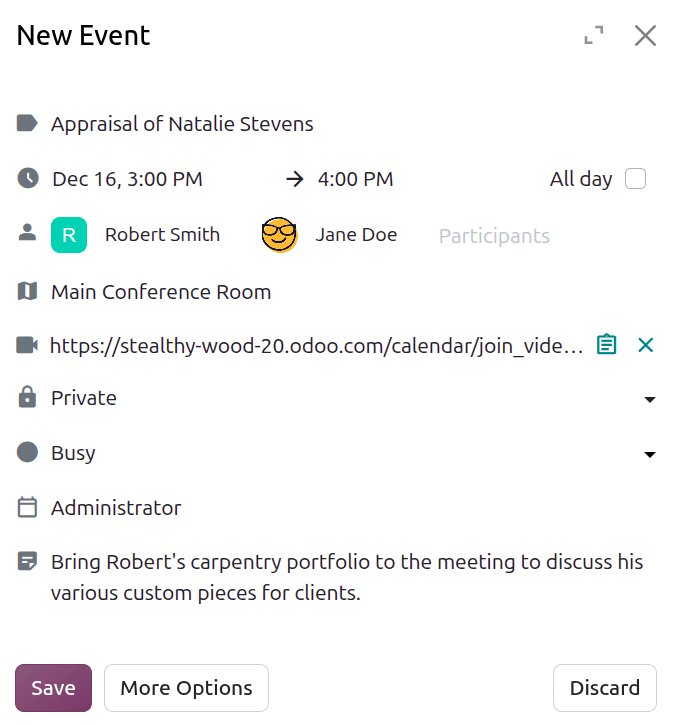 New Event
Appraisal of Natalie Stevens
Dec 16, 3:00 PM → 4:00 PM All day
R Robert Smith Jane Doe Participants
Main Conference Room
https://stealthy-wood-20.odoo.com/calendar/join_vide...
Private
Busy
Administrator
Bring Robert's carpentry portfolio to the meeting to discuss his
various custom pieces for clients.
Save More Options Discard